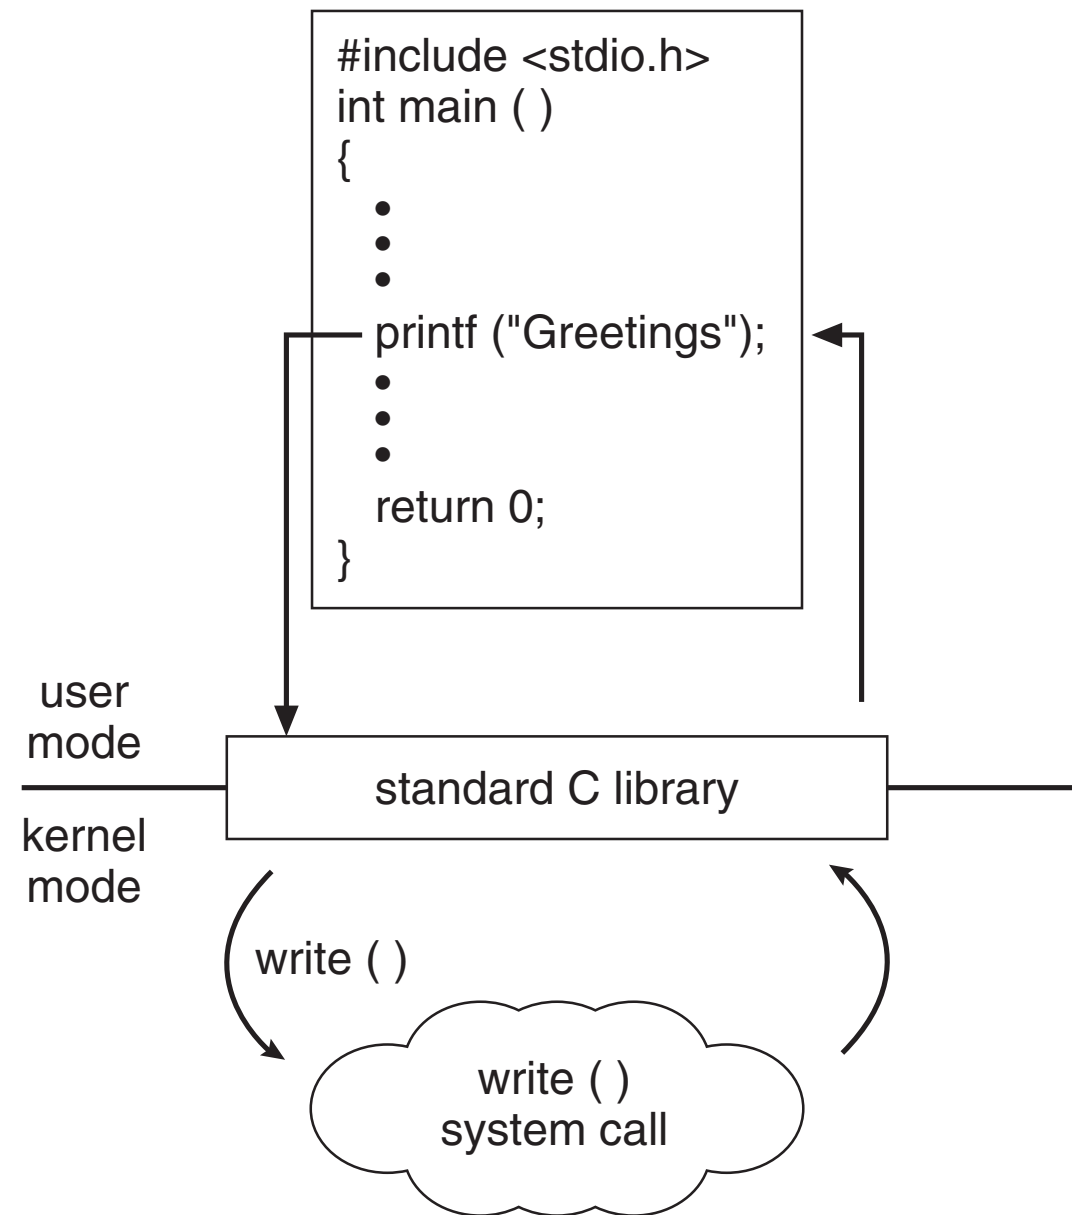 #include <stdio.h>
int main ( )
{
•
•
•
printf ("Greetings");
•
•
•
return 0;
}
user
mode
standard C library
kernel
mode
write ( )
write ( )
system call